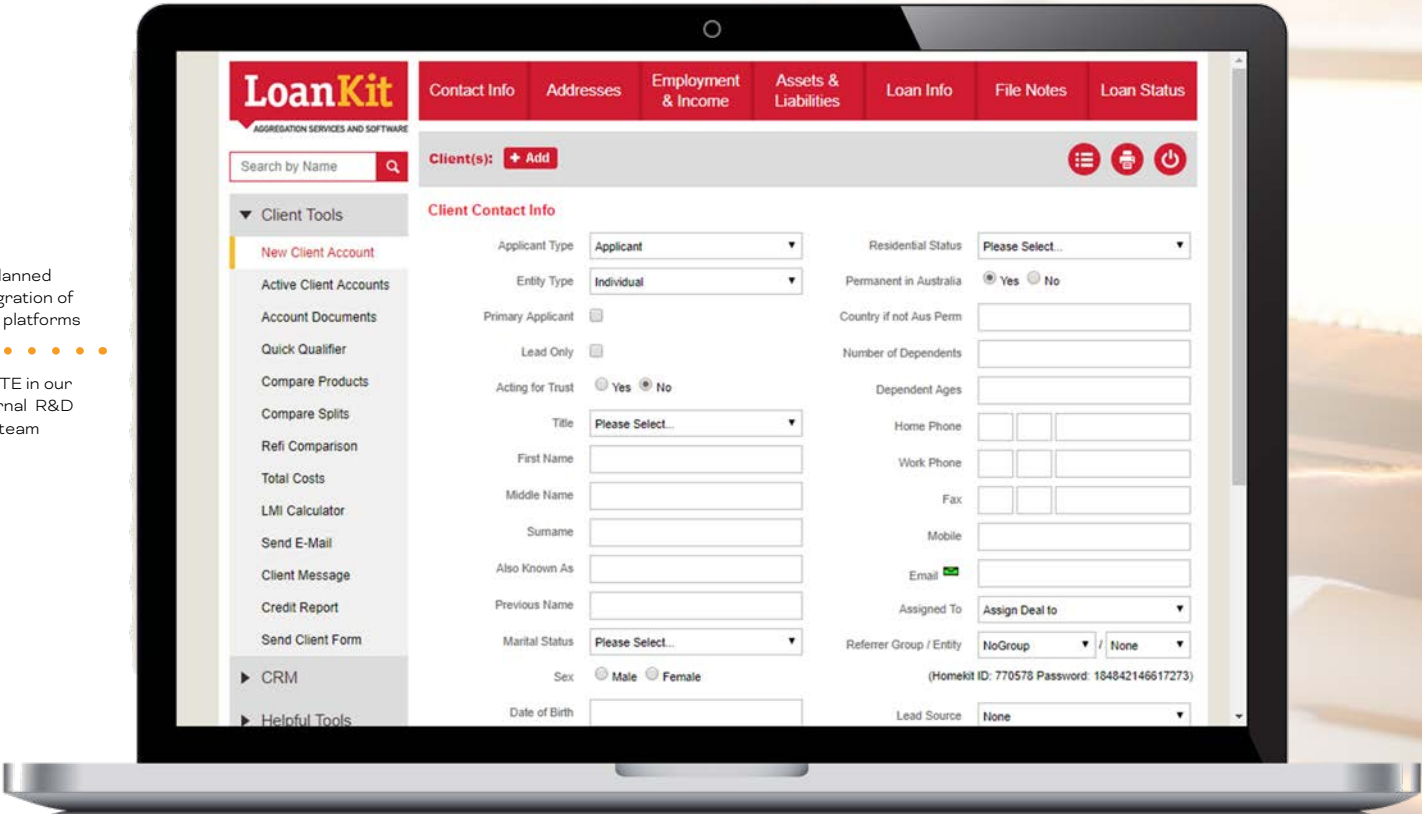 LoanKit
AGGREGATION SERVICES AND SOFTWARE
Contact Info
Addresses
Employment
& Income
Assets &
Liabilities
Loan Info
File Notes
Loan Status
Search by Name
Client(s):
+ Add
Client Tools
New Client Account
Active Client Accounts
Account Documents
Quick Qualifier
Compare Products
Compare Splits
Refi Comparison
Total Costs
LMI Calculator
Send E-Mail
Client Message
Credit Report
Send Client Form
CRM
Helpful Tools
Client Contact Info
Applicant Type Applicant
Entity Type Individual
Primary Applicant
Lead Only
Acting for Trust Yes No
Title Please Select...
First Name
Middle Name
Surname
Also Known As
Previous Name
Marital Status Please Select...
Sex Male Female
Date of Birth
Residential Status Please Select...
Permanent in Australia Yes No
Country if not Aus Perm
Number of Dependents
Dependent Ages
Home Phone
Work Phone
Fax
Mobile
Email
Assigned To Assign Deal to
Referrer Group / Entity NoGroup / None
(Homekit ID: 770578 Password: 184842146617273)
Lead Source None
platforms
of
in our
R&D
team